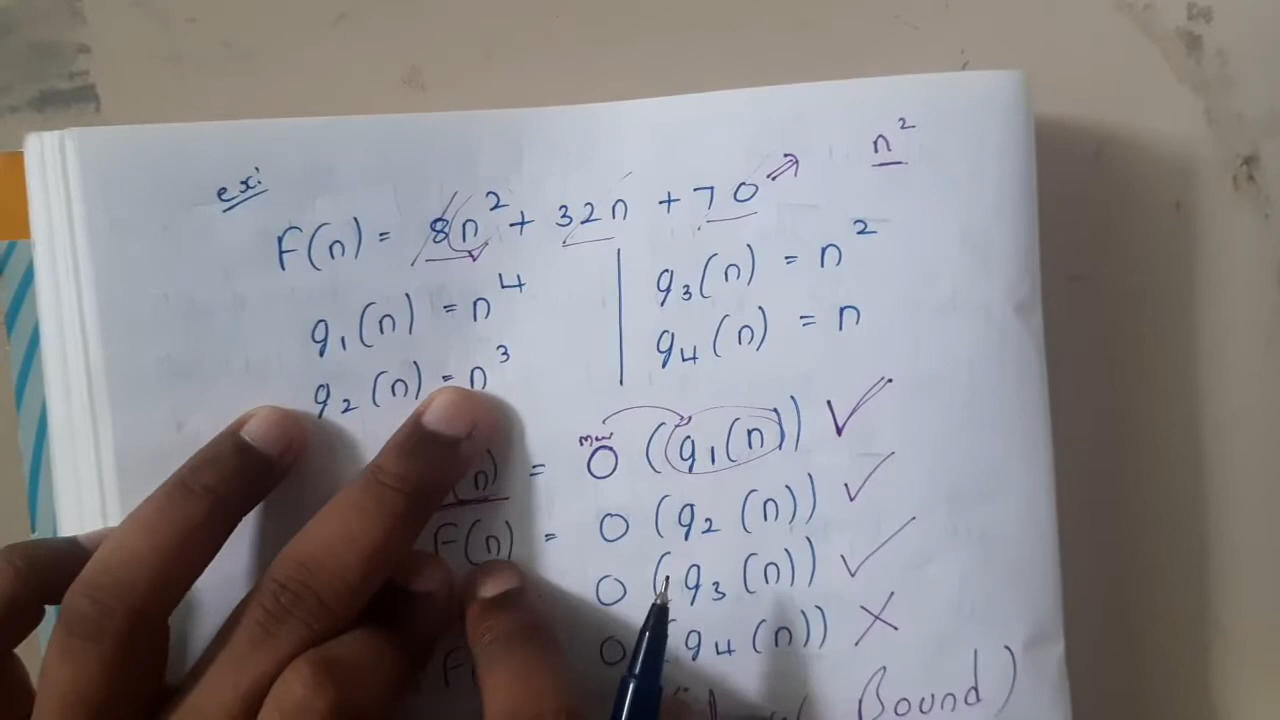 ex:
n²
F(n) = 8n² + 32n + 70 ⇒
g₁(n) = n⁴
g₂(n) = n³
g₃(n) = n²
g₄(n) = n
(n) = O (g₁(n)) ✓
F(n) = O (g₂(n)) ✓
O (g₃(n)) ✓
F O (g₄(n)) ✗
Bound)